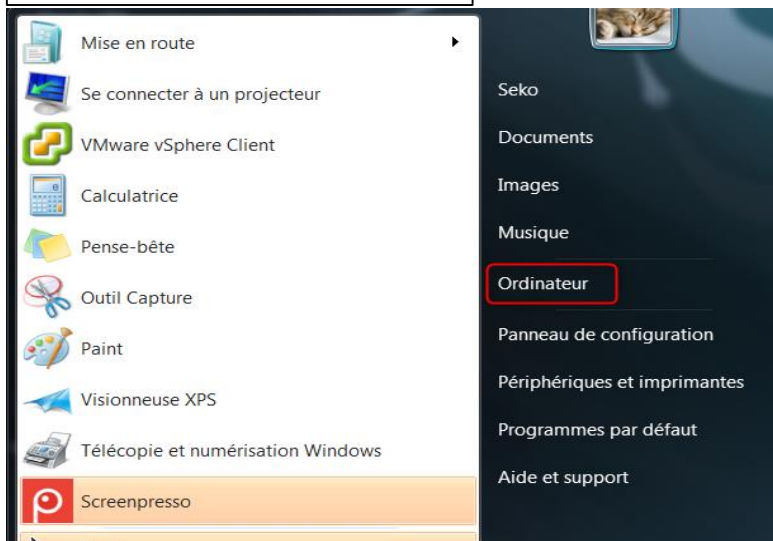 Mise en route
Se connecter à un projecteur
VMware vSphere Client
Calculatrice
Pense-bête
Outil Capture
Paint
Visionneuse XPS
Télécopie et numérisation Windows
Screenpresso
Seko
Documents
Images
Musique
Ordinateur
Panneau de configuration
Périphériques et imprimantes
Programmes par défaut
Aide et support